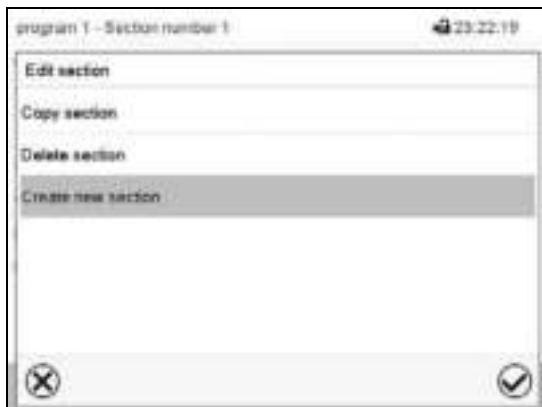 program 1 - Section number 1 23:22:19
Edit section
Copy section
Delete section
Create new section